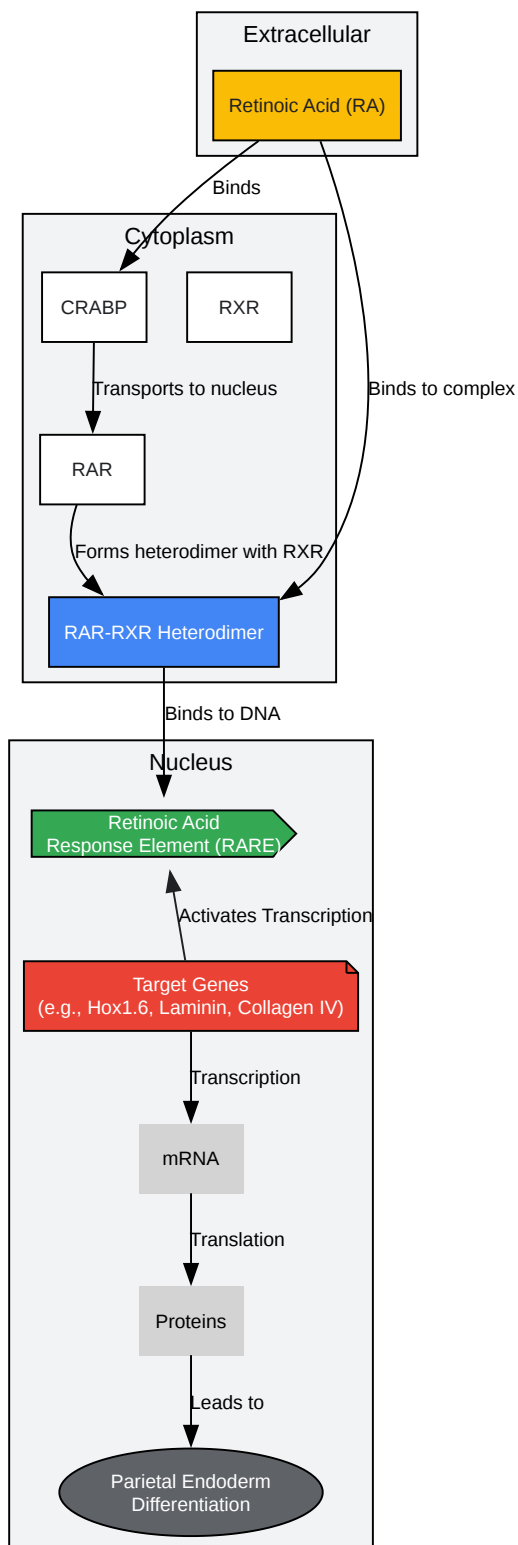 Extracellular
Retinoic Acid (RA)
Binds
Cytoplasm
CRABP
RXR
Transports to nucleus
Binds to complex
RAR
Forms heterodimer with RXR
RAR-RXR Heterodimer
Binds to DNA
Nucleus
Retinoic Acid
Response Element (RARE)
Activates Transcription
Target Genes
(e.g., Hox1.6, Laminin, Collagen IV)
Transcription
mRNA
Translation
Proteins
Leads to
Parietal Endoderm
Differentiation